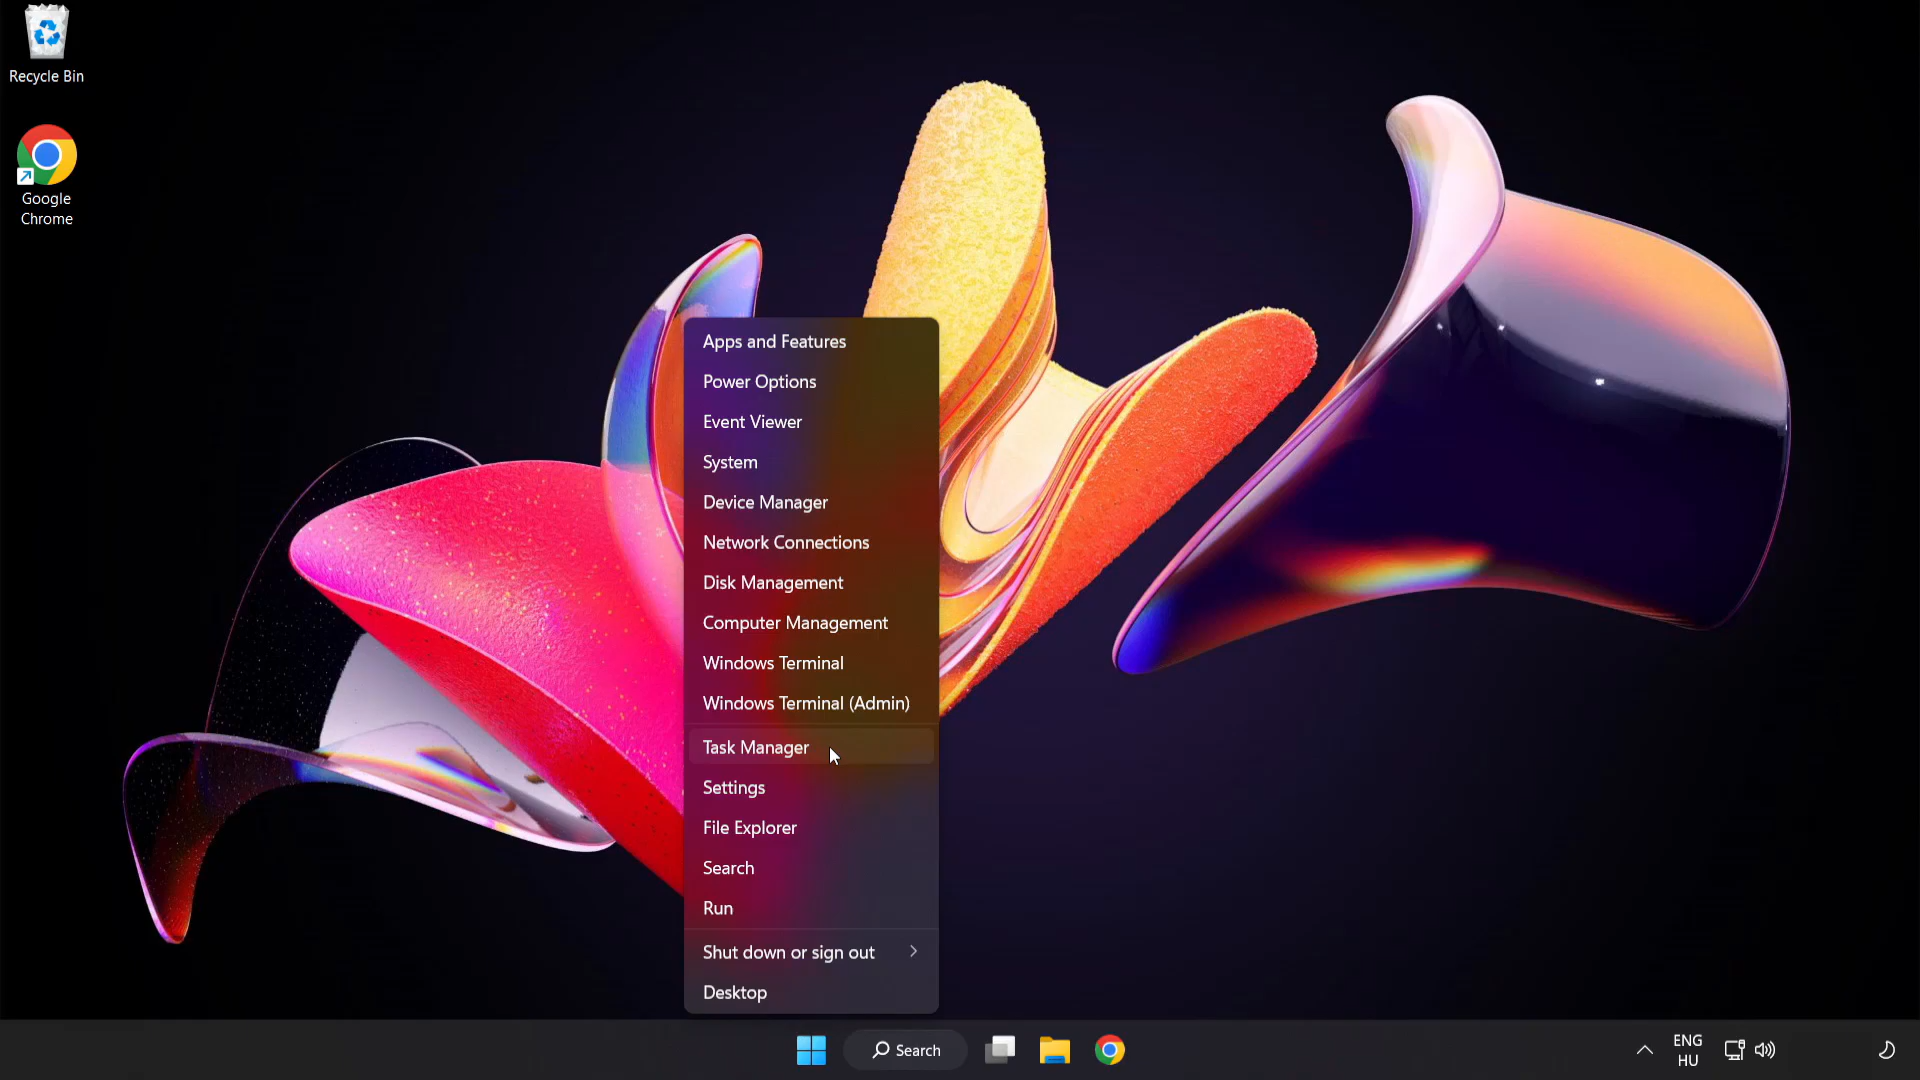 Recycle Bin
Google
Chrome
Apps and Features
Power Options
Event Viewer
System
Device Manager
Network Connections
Disk Management
Computer Management
Windows Terminal
Windows Terminal (Admin)
Task Manager
Settings
File Explorer
Search
Run
Shut down or sign out
Desktop
Search
ENG
HU